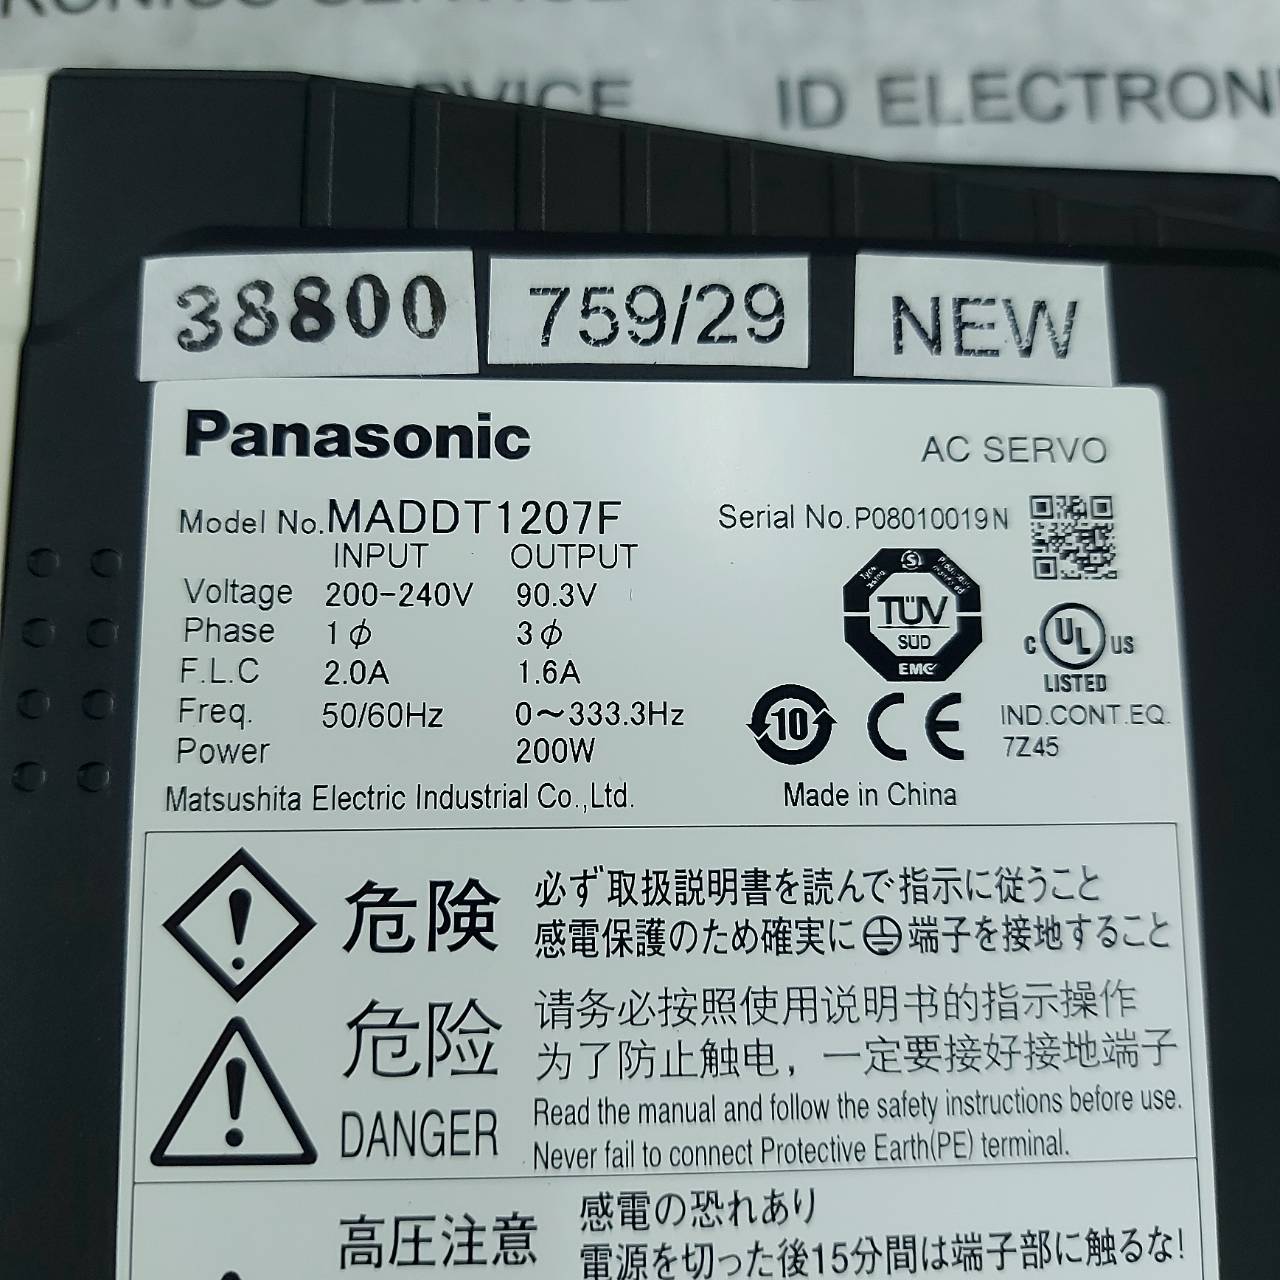 ID ELECTRON
38800 759/29 NEW
Panasonic AC SERVO
Model No. MADDT1207F Serial No. P08010019N
INPUT OUTPUT
Voltage 200-240V 90.3V
Phase 1ϕ 3ϕ
F.L.C 2.0A 1.6A
Freq. 50/60Hz 0～333.3Hz
Power 200W
TÜV
SÜD
EMC
C UL US
LISTED
IND.CONT.EQ.
7Z45
10 CE
Matsushita Electric Industrial Co.,Ltd. Made in China
危険 必ず取扱説明書を読んで指示に従うこと
感電保護のため確実に端子を接地すること
危险 请务必按照使用说明书的指示操作
为了防止触电，一定要接好接地端子
DANGER Read the manual and follow the safety instructions before use.
Never fail to connect Protective Earth(PE) terminal.
高圧注意 感電の恐れあり
電源を切った後15分間は端子部に触るな!